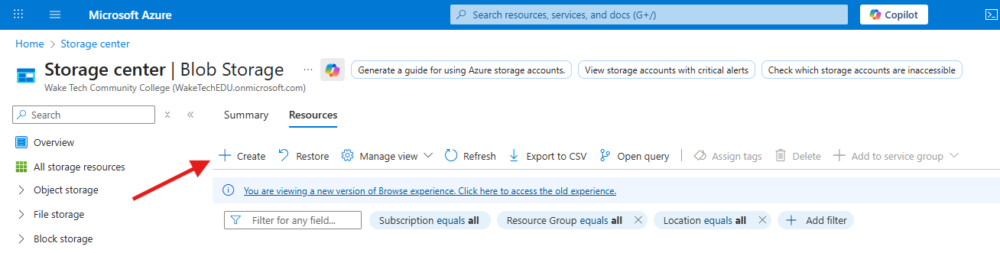 Microsoft Azure
Search resources, services, and docs (G+/)
Copilot
Home > Storage center
Storage center | Blob Storage ...
Generate a guide for using Azure storage accounts.
View storage accounts with critical alerts
Check which storage accounts are inaccessible
Wake Tech Community College (WakeTechEDU.onmicrosoft.com)
Search
Summary
Resources
Overview
All storage resources
Object storage
File storage
Block storage
Create
Restore
Manage view
Refresh
Export to CSV
Open query
Assign tags
Delete
Add to service group
You are viewing a new version of Browse experience. Click here to access the old experience.
Filter for any field...
Subscription equals all
Resource Group equals all
Location equals all
Add filter